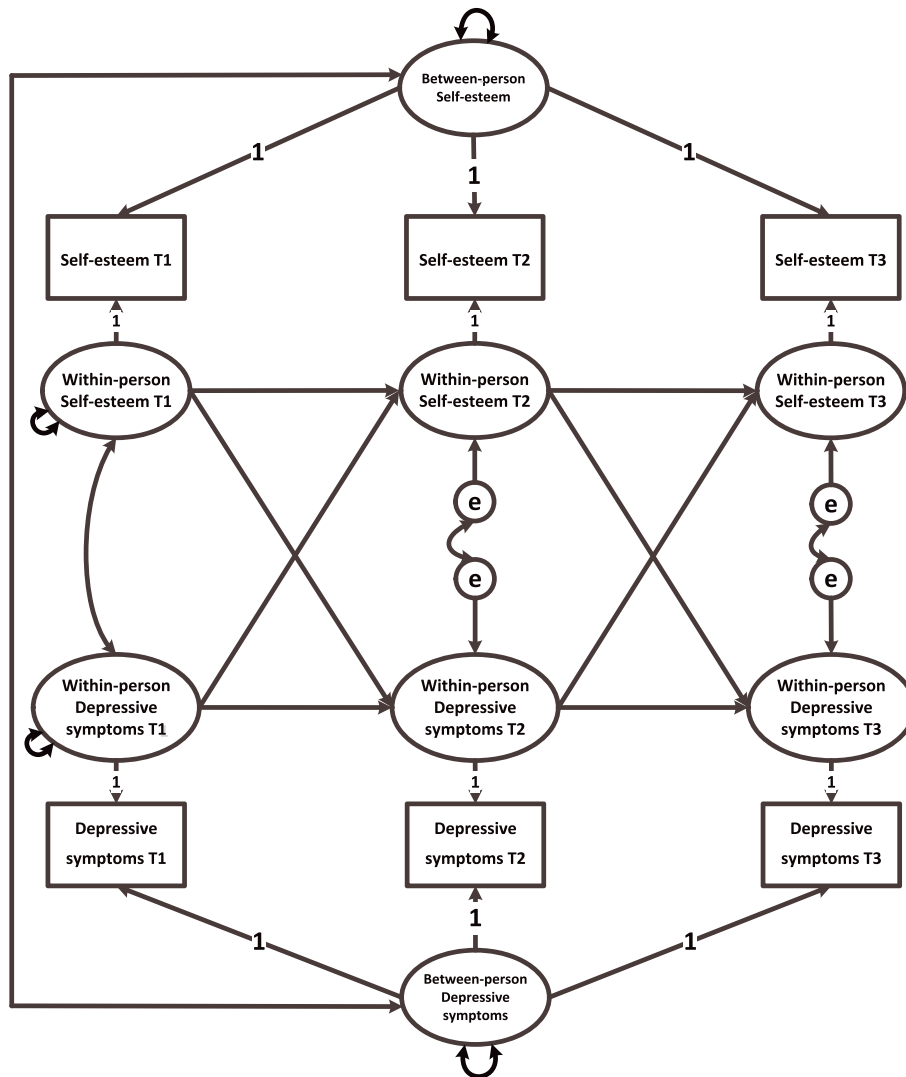 Between-person
Self-esteem
1
1
1
Self-esteem T1
Self-esteem T2
Self-esteem T3
1
1
1
Within-person
Self-esteem T1
Within-person
Self-esteem T2
Within-person
Self-esteem T3
e
e
e
e
Within-person
Depressive
symptoms T1
Within-person
Depressive
symptoms T2
Within-person
Depressive
symptoms T3
1
1
1
Depressive
symptoms T1
Depressive
symptoms T2
Depressive
symptoms T3
1
1
1
Between-person
Depressive
symptoms